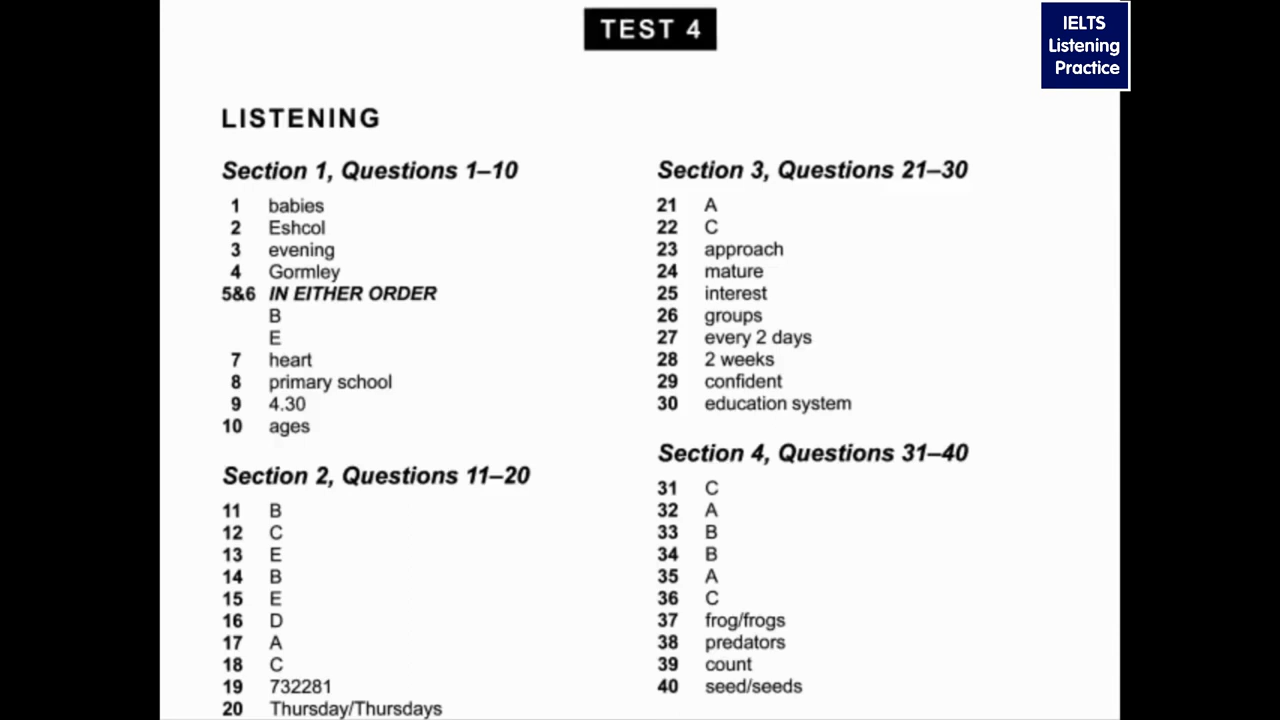 TEST 4
IELTS
Listening
Practice
LISTENING
Section 1, Questions 1–10
1 babies
2 Eshcol
3 evening
4 Gormley
5&6 IN EITHER ORDER
B
E
7 heart
8 primary school
9 4.30
10 ages
Section 2, Questions 11–20
11 B
12 C
13 E
14 B
15 E
16 D
17 A
18 C
19 732281
20 Thursday/Thursdays
Section 3, Questions 21–30
21 A
22 C
23 approach
24 mature
25 interest
26 groups
27 every 2 days
28 2 weeks
29 confident
30 education system
Section 4, Questions 31–40
31 C
32 A
33 B
34 B
35 A
36 C
37 frog/frogs
38 predators
39 count
40 seed/seeds